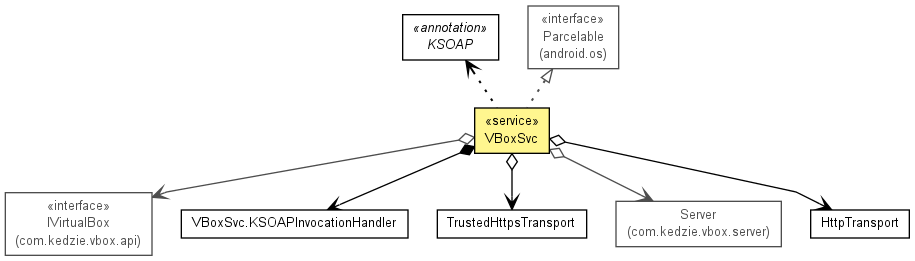 «annotation»
KSOAP
«interface»
Parcelable
(android.os)
«service»
VBoxSvc
«interface»
IVirtualBox
(com.kedzie.vbox.api)
VBoxSvc.KSOAPInvocationHandler
TrustedHttpsTransport
Server
(com.kedzie.vbox.server)
HttpTransport